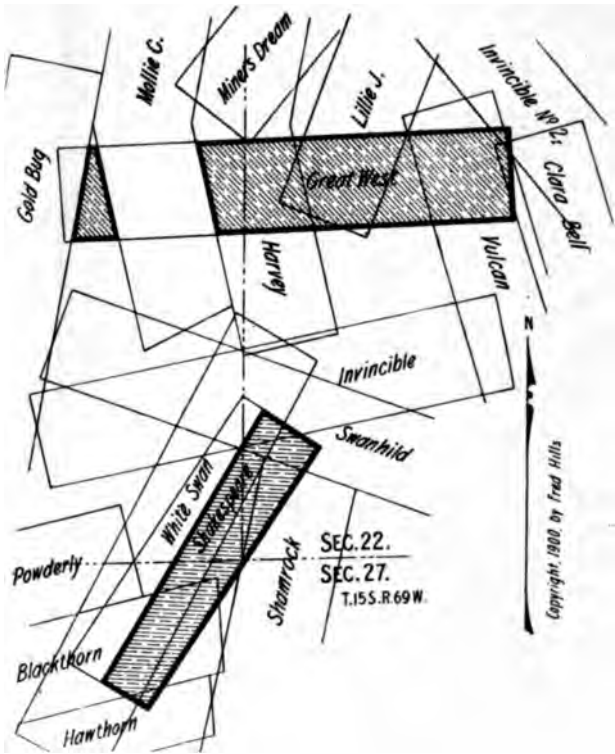 Mollie C.
Miner's Dream
Lillie J.
Invincible Nº 2:
Clara Bell
Gold Bug
Great West
Harvey
Vulcan
N
Invincible
Swanhild
White Swan
Shakespeare
Shamrock
SEC. 22.
SEC. 27.
T.15 S. R. 69 W.
Powderly
Blackthorn
Hawthorn
Copyright, 1900, by Fred Hills